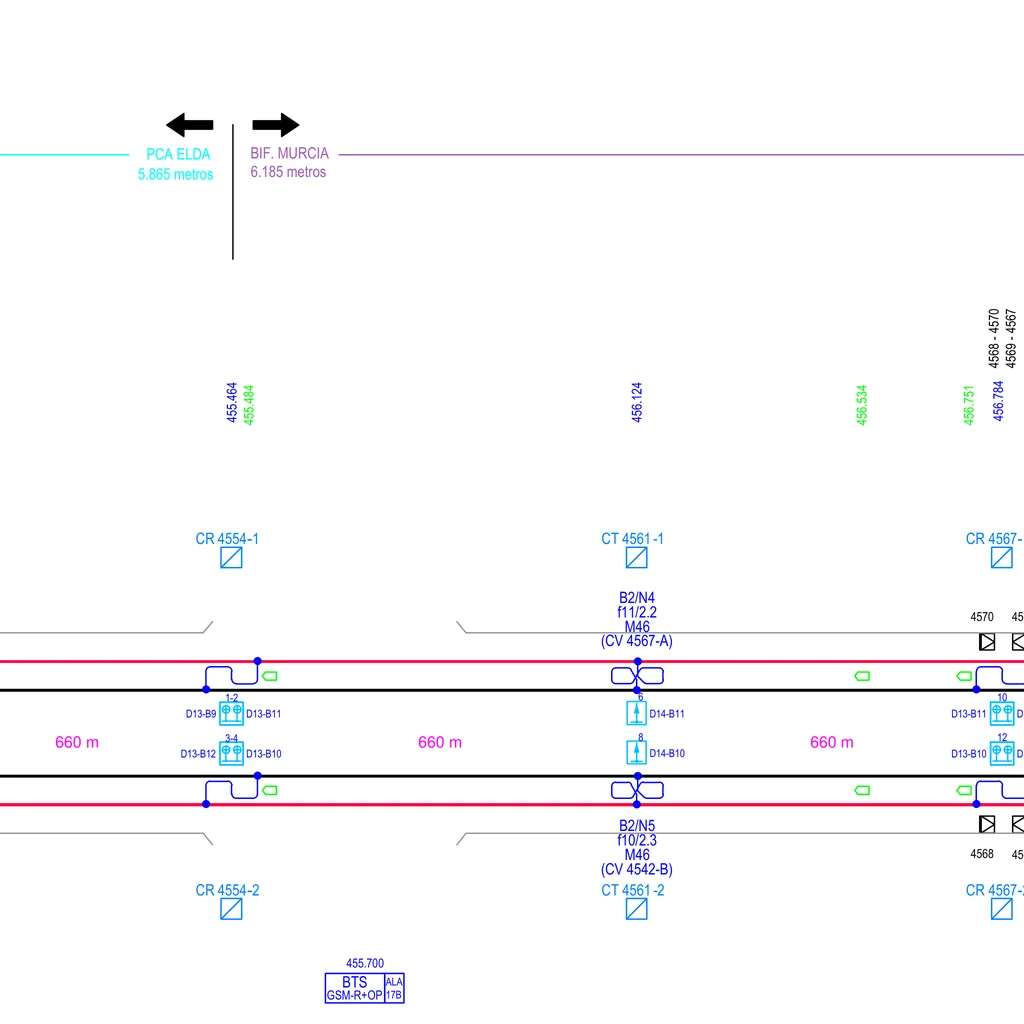 PCA ELDA
5.865 metros
BIF. MURCIA
6.185 metros
4568 - 4570
4569 - 4567
455.464
455.484
456.124
456.534
456.751
456.784
CR 4554-1
CT 4561-1
CR 4567-
B2/N4
f11/2.2
M46
(CV 4567-A)
4570
45
1-2
D13-B9
D13-B11
6
D14-B11
10
D13-B11
D
660 m
660 m
660 m
3-4
D13-B12
D13-B10
8
D14-B10
12
D13-B10
D
B2/N5
f10/2.3
M46
(CV 4542-B)
4568
45
CR 4554-2
CT 4561-2
CR 4567-2
455.700
BTS
GSM-R+OP
ALA
17B